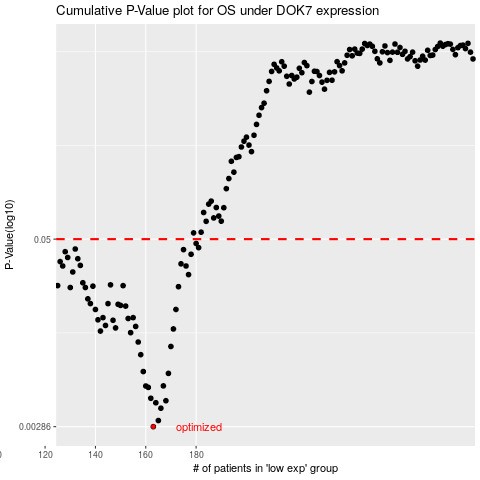 Cumulative P-Value plot for OS under DOK7 expression
P-Value(log10)
0.05
0.00286
optimized
0 120 140 160 180
# of patients in 'low exp' group